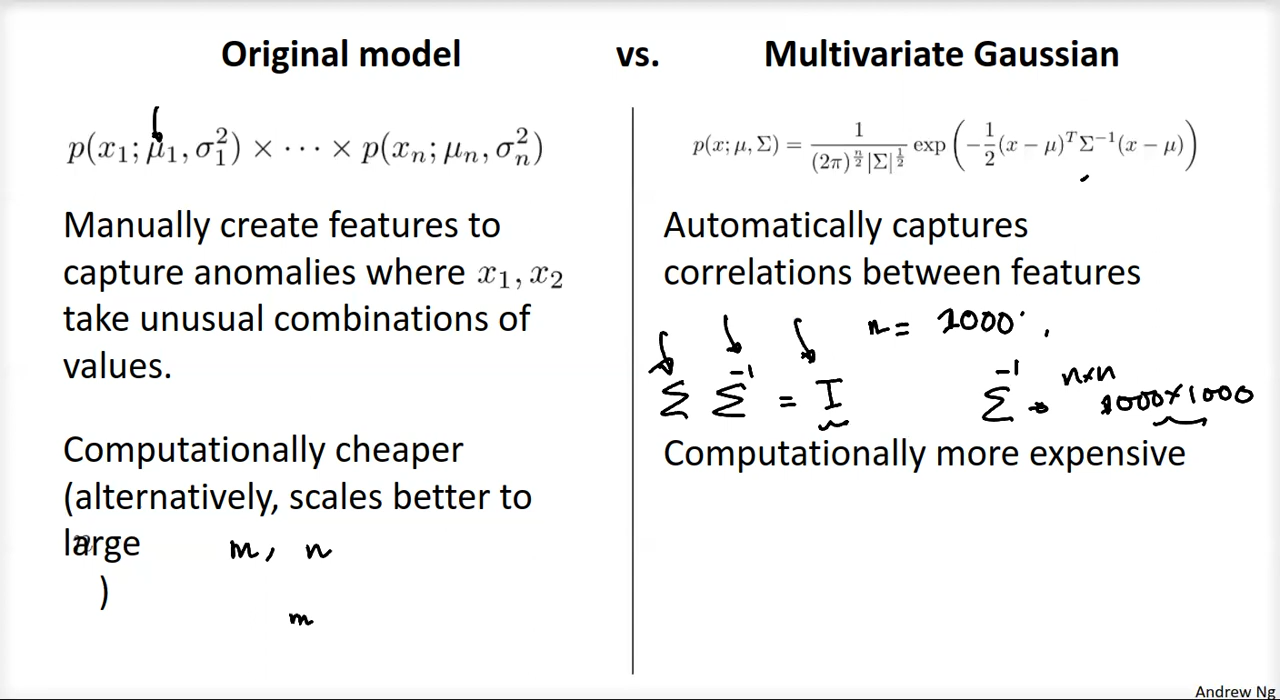 Original model vs. Multivariate Gaussian
p(x₁; μ₁, σ₁²) × ⋯ × p(xₙ; μₙ, σₙ²)
Manually create features to
capture anomalies where x₁, x₂
take unusual combinations of
values.
Computationally cheaper
(alternatively, scales better to
large n
)
m, n
m
p(x; μ, Σ) = 1 / ((2π)^(n/2) |Σ|^(1/2)) exp(−1/2 (x − μ)ᵀ Σ⁻¹ (x − μ))
Automatically captures
correlations between features
n = 1000
Σ Σ⁻¹ = I
Σ⁻¹ n×n
1000×1000
Computationally more expensive
Andrew Ng